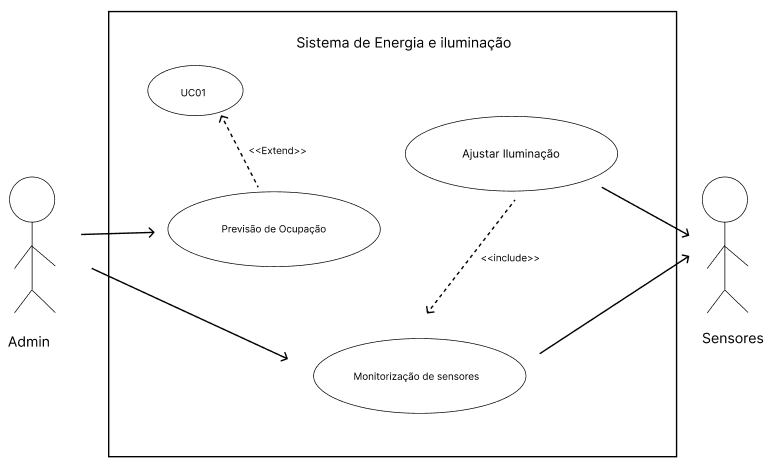 Sistema de Energia e iluminação
UC01
<<Extend>>
Ajustar Iluminação
Previsão de Ocupação
<<include>>
Admin
Sensores
Monitorização de sensores